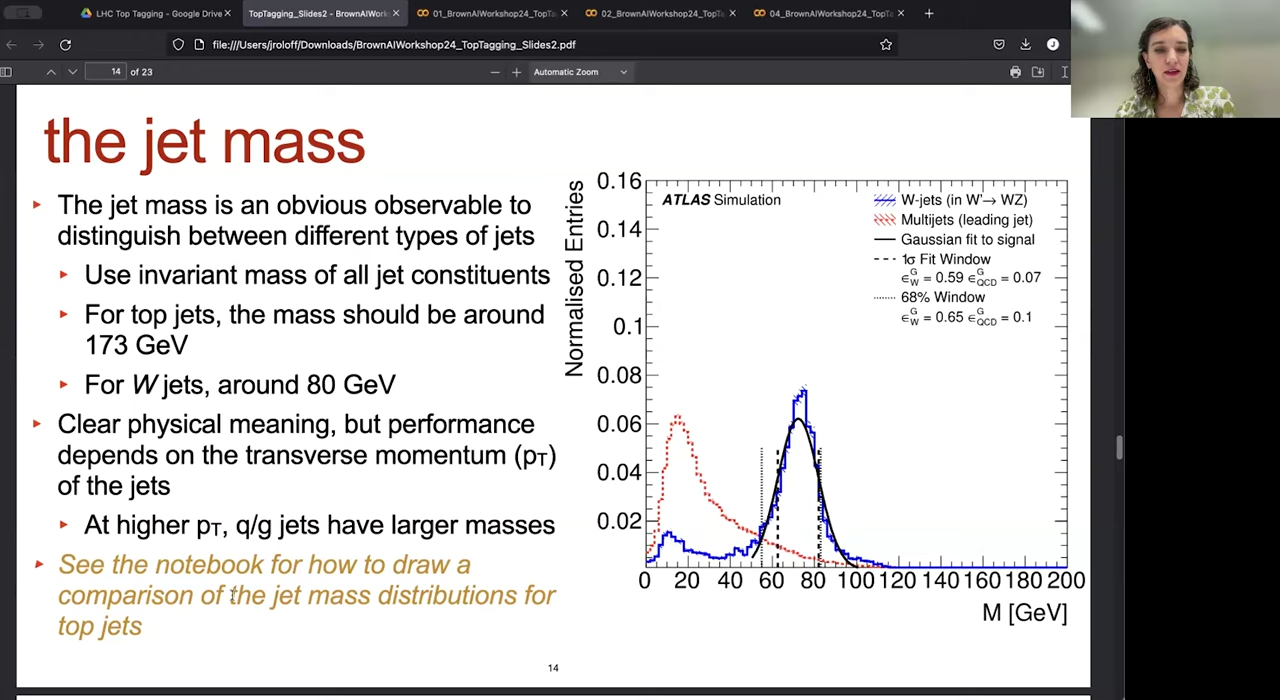 LHC Top Tagging - Google Drive
TopTagging_Slides2 - BrownAIWorks
01_BrownAIWorkshop24_TopTa
02_BrownAIWorkshop24_TopTa
04_BrownAIWorkshop24_TopTa
file:///Users/jroloff/Downloads/BrownAIWorkshop24_TopTagging_Slides2.pdf
J
14 of 23
Automatic Zoom
the jet mass
The jet mass is an obvious observable to
distinguish between different types of jets
Use invariant mass of all jet constituents
For top jets, the mass should be around
173 GeV
For W jets, around 80 GeV
Clear physical meaning, but performance
depends on the transverse momentum (pT)
of the jets
At higher pT, q/g jets have larger masses
See the notebook for how to draw a
comparison of the jet mass distributions for
top jets
Normalised Entries
0.16
0.14
0.12
0.1
0.08
0.06
0.04
0.02
ATLAS Simulation
W-jets (in W'→ WZ)
Multijets (leading jet)
Gaussian fit to signal
1σ Fit Window
ϵ_W^G = 0.59 ϵ_QCD^G = 0.07
68% Window
ϵ_W^G = 0.65 ϵ_QCD^G = 0.1
0 20 40 60 80 100 120 140 160 180 200
M [GeV]
14